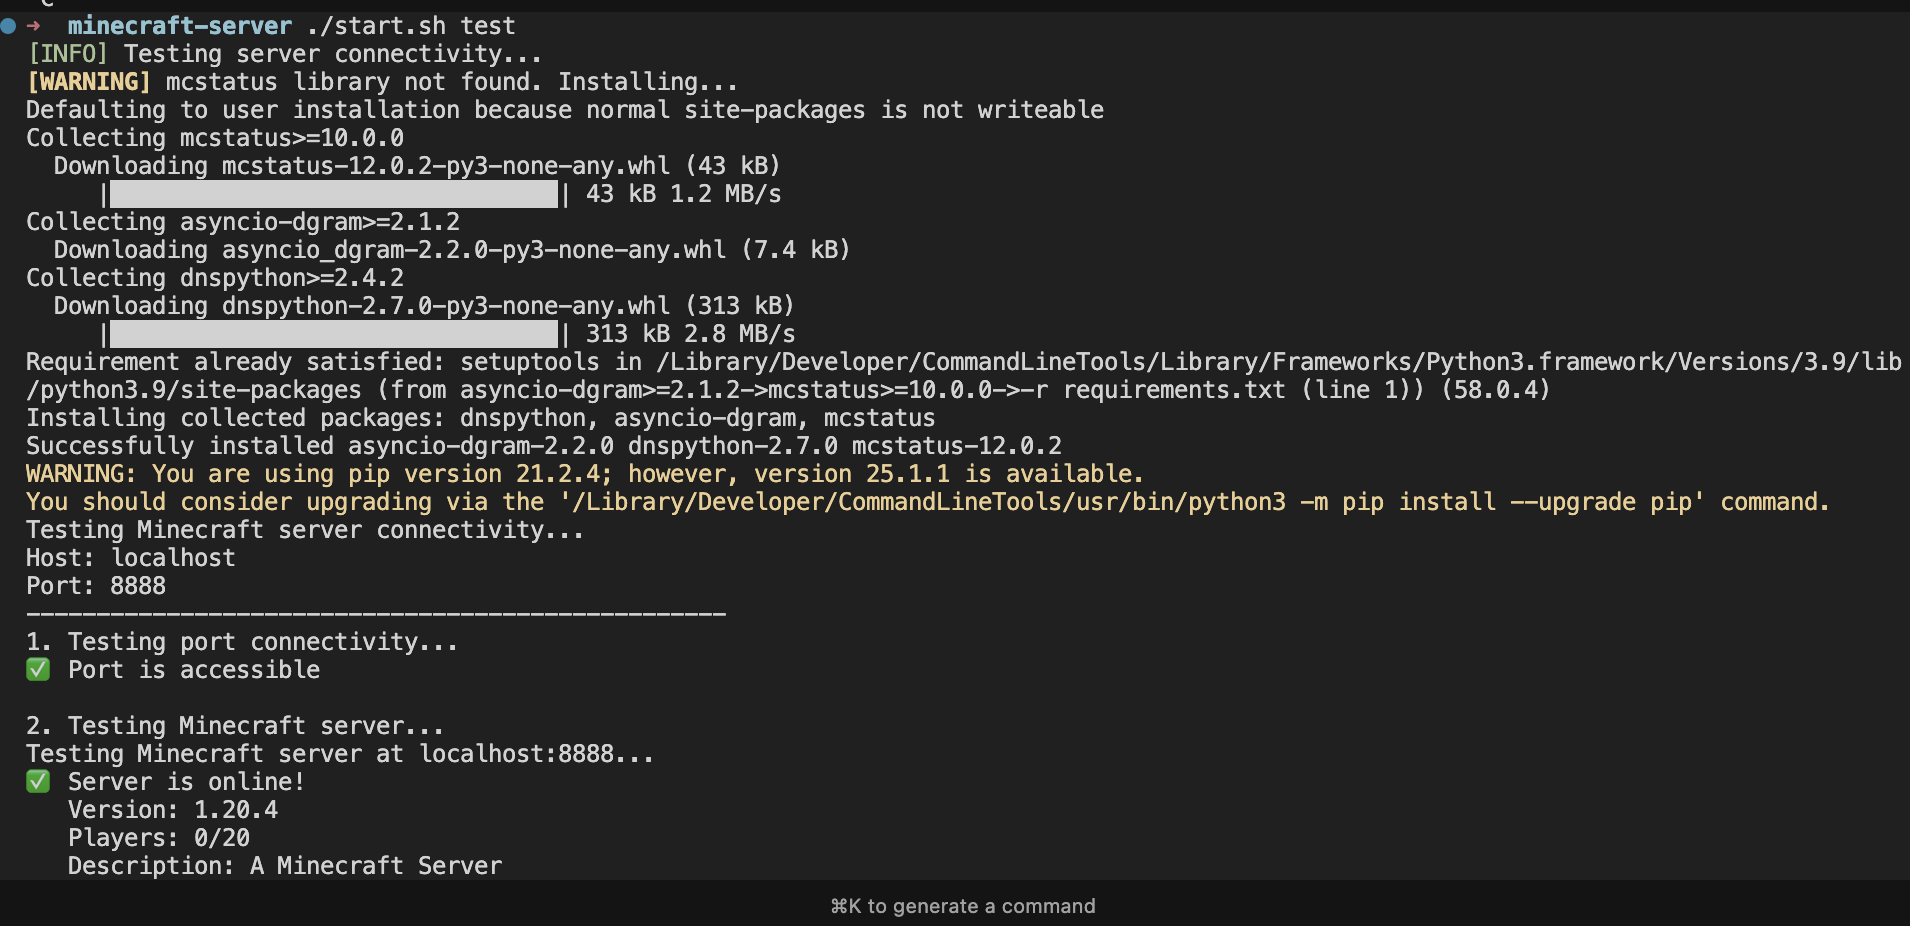 ➜  minecraft-server ./start.sh test
[INFO] Testing server connectivity...
[WARNING] mcstatus library not found. Installing...
Defaulting to user installation because normal site-packages is not writeable
Collecting mcstatus>=10.0.0
  Downloading mcstatus-12.0.2-py3-none-any.whl (43 kB)
     |████████████████████████████████| 43 kB 1.2 MB/s
Collecting asyncio-dgram>=2.1.2
  Downloading asyncio_dgram-2.2.0-py3-none-any.whl (7.4 kB)
Collecting dnspython>=2.4.2
  Downloading dnspython-2.7.0-py3-none-any.whl (313 kB)
     |████████████████████████████████| 313 kB 2.8 MB/s
Requirement already satisfied: setuptools in /Library/Developer/CommandLineTools/Library/Frameworks/Python3.framework/Versions/3.9/lib
/python3.9/site-packages (from asyncio-dgram>=2.1.2->mcstatus>=10.0.0->-r requirements.txt (line 1)) (58.0.4)
Installing collected packages: dnspython, asyncio-dgram, mcstatus
Successfully installed asyncio-dgram-2.2.0 dnspython-2.7.0 mcstatus-12.0.2
WARNING: You are using pip version 21.2.4; however, version 25.1.1 is available.
You should consider upgrading via the '/Library/Developer/CommandLineTools/usr/bin/python3 -m pip install --upgrade pip' command.
Testing Minecraft server connectivity...
Host: localhost
Port: 8888
--------------------------------------------------
1. Testing port connectivity...
✅ Port is accessible

2. Testing Minecraft server...
Testing Minecraft server at localhost:8888...
✅ Server is online!
   Version: 1.20.4
   Players: 0/20
   Description: A Minecraft Server
⌘K to generate a command